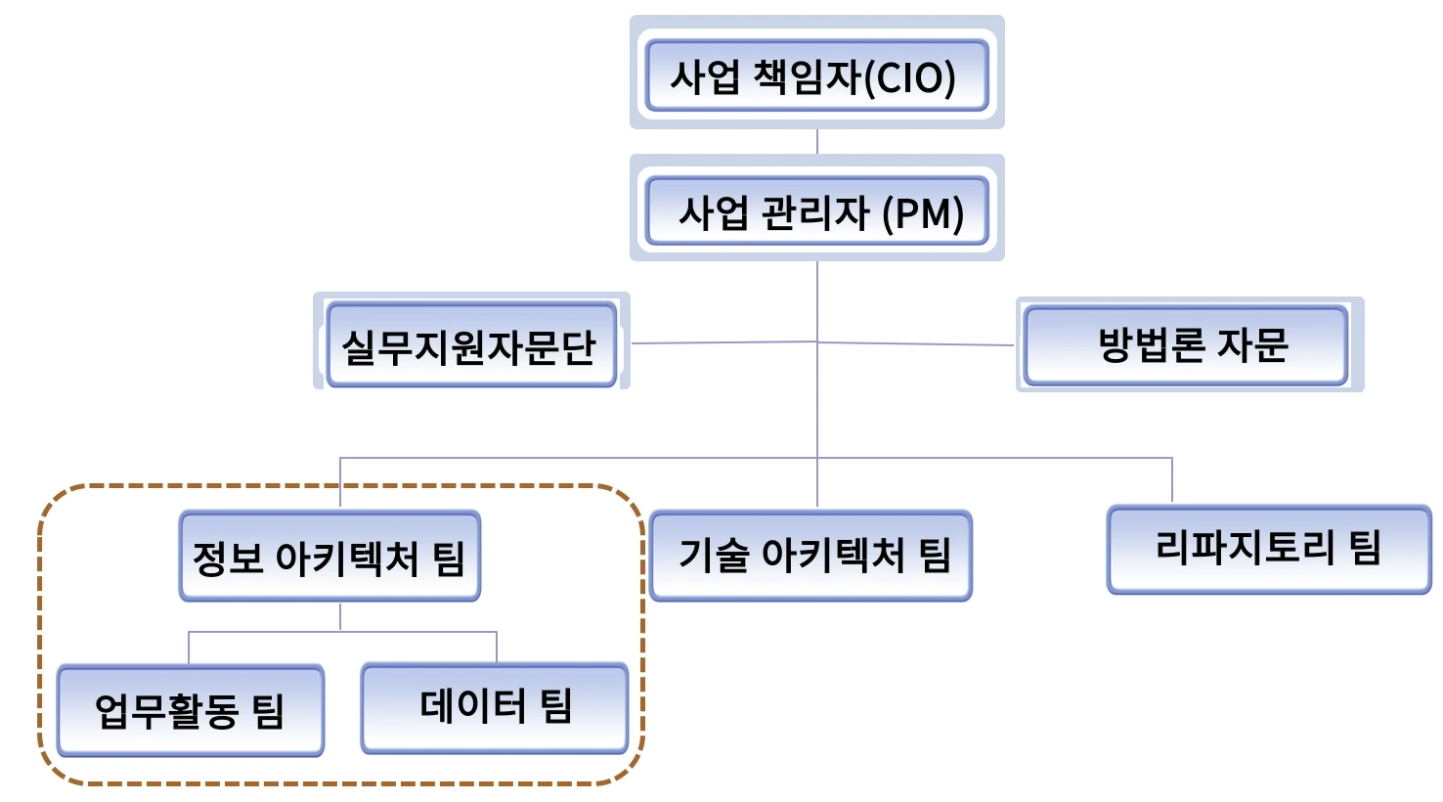 사업 책임자(CIO)
사업 관리자 (PM)
실무지원자문단
방법론 자문
정보 아키텍처 팀
기술 아키텍처 팀
리파지토리 팀
업무활동 팀
데이터 팀